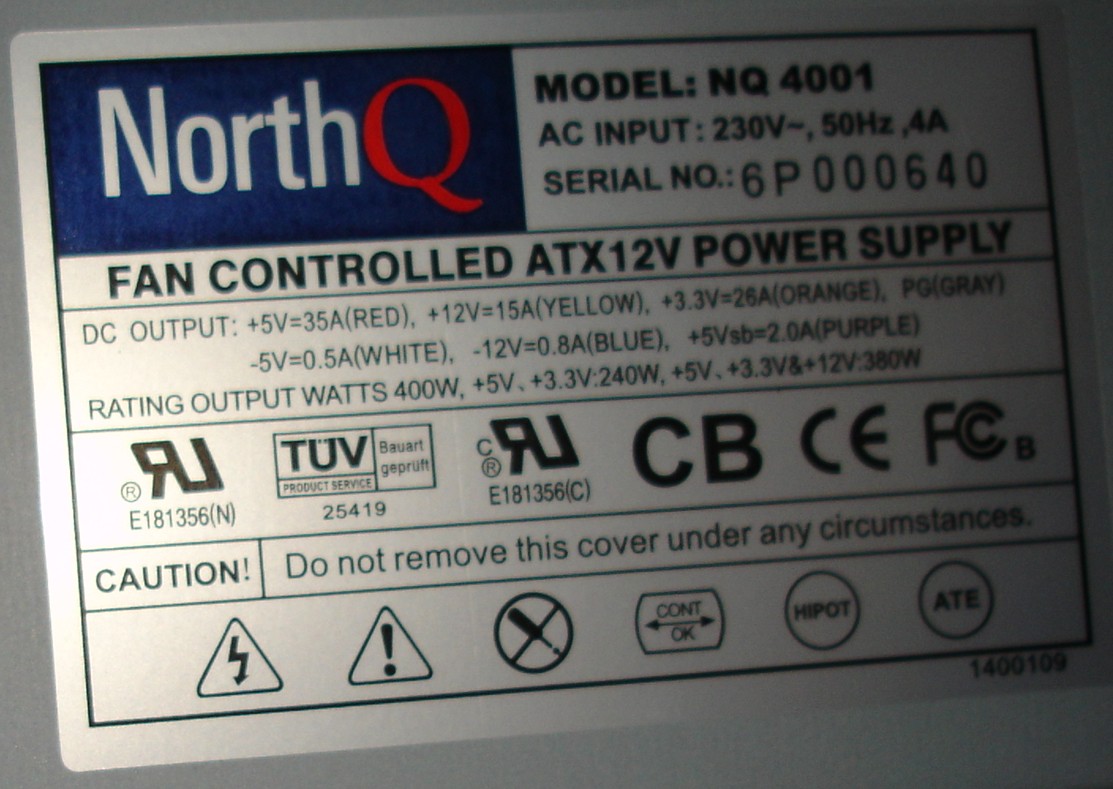 NorthQ
MODEL: NQ 4001
AC INPUT: 230V~, 50Hz ,4A
SERIAL NO.: 6P000640
FAN CONTROLLED ATX12V POWER SUPPLY
DC OUTPUT: +5V=35A(RED), +12V=15A(YELLOW), +3.3V=26A(ORANGE), PG(GRAY)
-5V=0.5A(WHITE), -12V=0.8A(BLUE), +5Vsb=2.0A(PURPLE)
RATING OUTPUT WATTS 400W, +5V、+3.3V:240W, +5V、+3.3V&+12V:380W
® RU
E181356(N)
TÜV
PRODUCT SERVICE
Bauart
geprüft
25419
C ® RU
E181356(C)
CB
CE
FC B
CAUTION!
Do not remove this cover under any circumstances.
CONT
OK
HIPOT
ATE
1400109